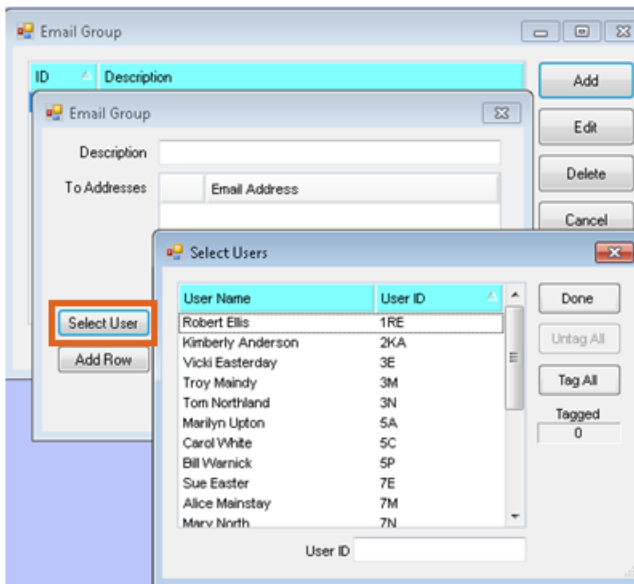 Email Group
ID Description
Add
Email Group
Edit
Description
Delete
To Addresses Email Address
Cancel
Select Users
User Name User ID
Done
Robert Ellis 1RE
Select User
Kimberly Anderson 2KA
Untag All
Vicki Easterday 3E
Add Row
Troy Maindy 3M
Tag All
Tom Northland 3N
Marilyn Upton 5A
Tagged
Carol White 5C
0
Bill Warnick 5P
Sue Easter 7E
Alice Mainstay 7M
Mary North 7N
User ID